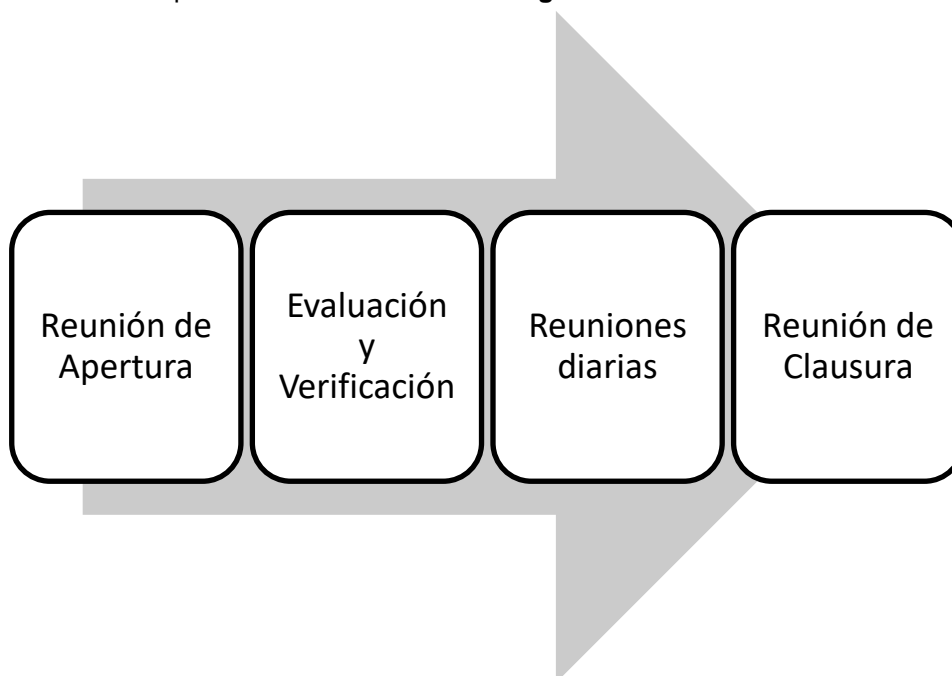 Reunión de
Apertura
Evaluación
y
Verificación
Reuniones
diarias
Reunión de
Clausura